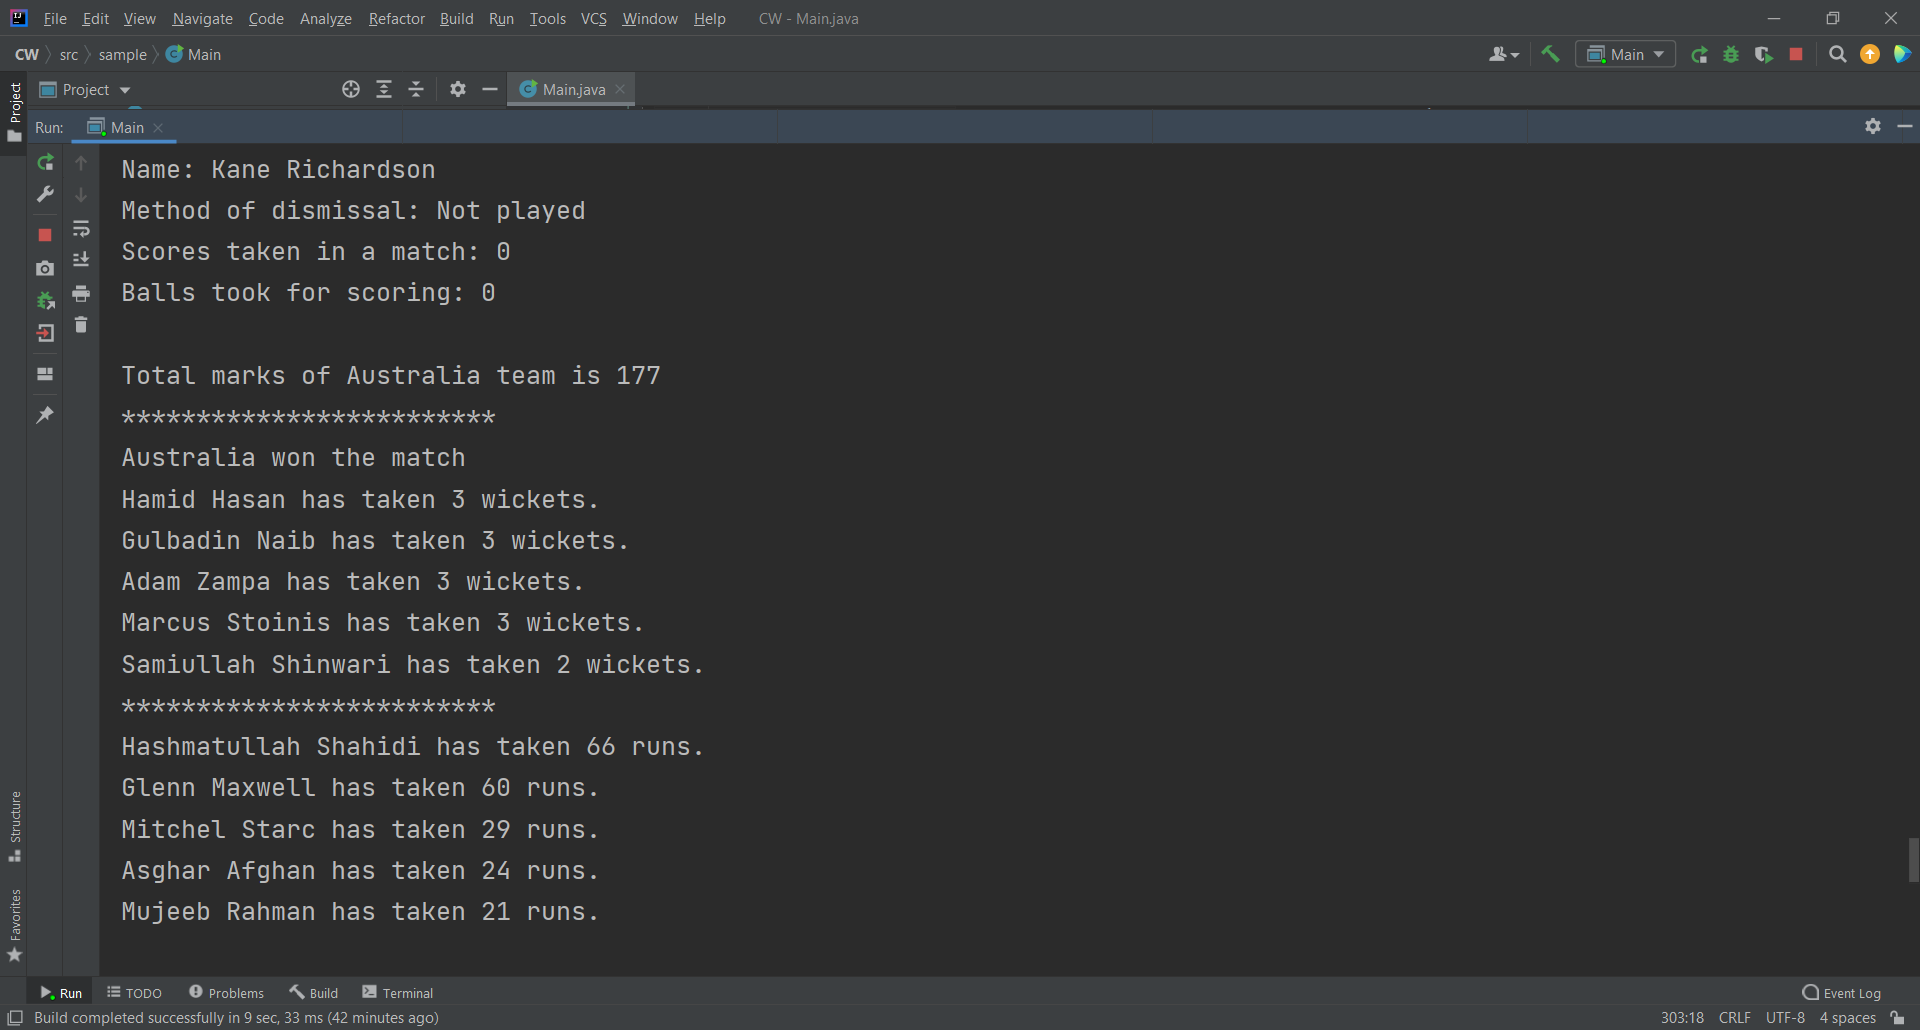 File Edit View Navigate Code Analyze Refactor Build Run Tools VCS Window Help CW - Main.java
CW src sample Main Main
Project Main.java
Project
Run: Main
Name: Kane Richardson
Method of dismissal: Not played
Scores taken in a match: 0
Balls took for scoring: 0
Total marks of Australia team is 177
*************************
Australia won the match
Hamid Hasan has taken 3 wickets.
Gulbadin Naib has taken 3 wickets.
Adam Zampa has taken 3 wickets.
Marcus Stoinis has taken 3 wickets.
Samiullah Shinwari has taken 2 wickets.
*************************
Hashmatullah Shahidi has taken 66 runs.
Glenn Maxwell has taken 60 runs.
Mitchel Starc has taken 29 runs.
Asghar Afghan has taken 24 runs.
Mujeeb Rahman has taken 21 runs.
Structure
Favorites
Run TODO Problems Build Terminal Event Log
Build completed successfully in 9 sec, 33 ms (42 minutes ago) 303:18 CRLF UTF-8 4 spaces